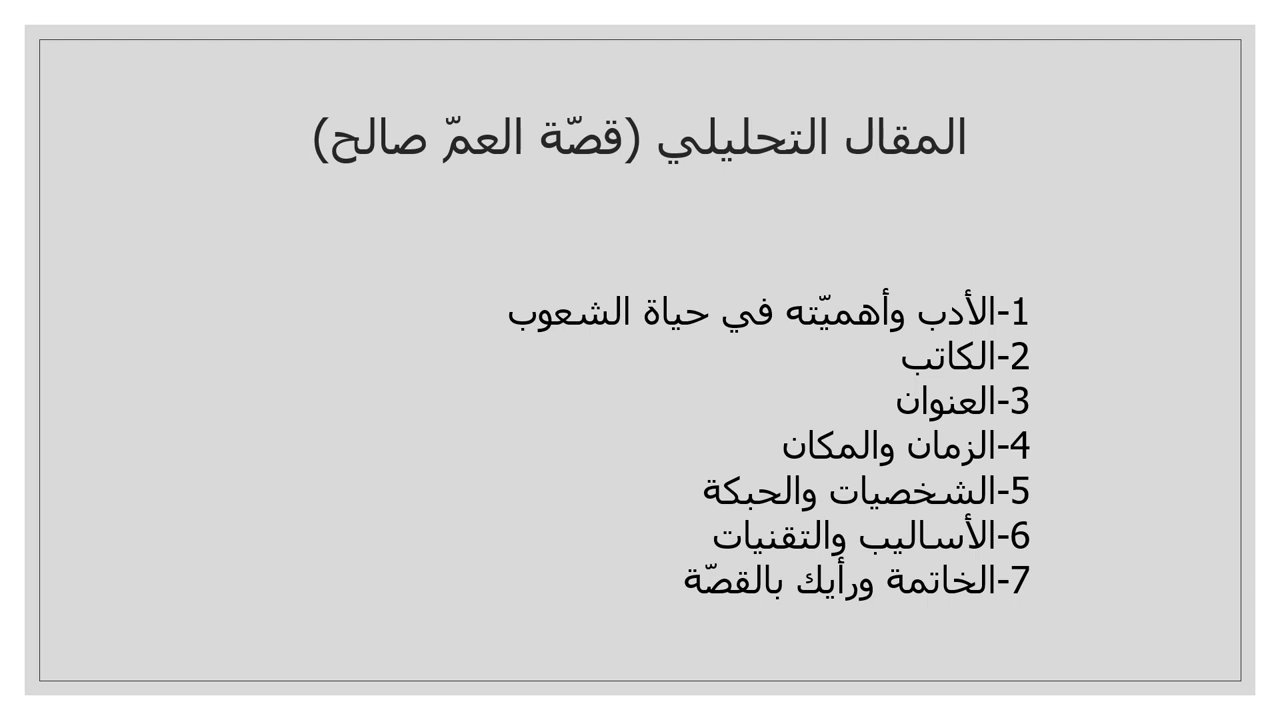 المقال التحليلي (قصّة العمّ صالح)
1-الأدب وأهميّته في حياة الشعوب
2-الكاتب
3-العنوان
4-الزمان والمكان
5-الشخصيات والحبكة
6-الأساليب والتقنيات
7-الخاتمة ورأيك بالقصّة